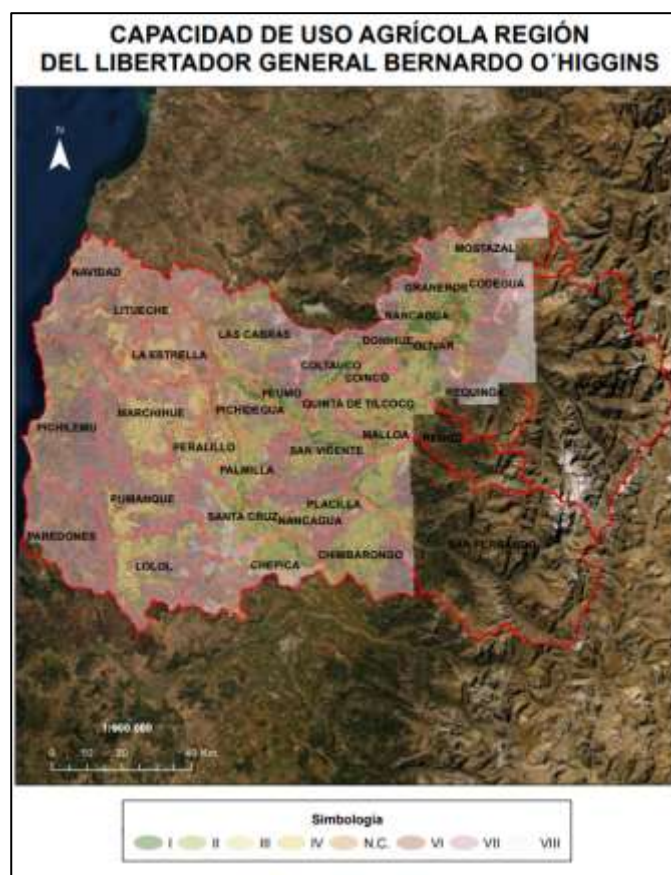 CAPACIDAD DE USO AGRÍCOLA REGIÓN
DEL LIBERTADOR GENERAL BERNARDO O´HIGGINS
N
MOSTAZAL
NAVIDAD
GRANEROS
CODEGUA
LITUECHE
RANCAGUA
LAS CABRAS
DOÑIHUE
OLIVAR
LA ESTRELLA
COLTAUCO
COINCO
PEUMO
REQUINOA
MARCHIHUE
PICHIDEGUA
QUINTA DE TILCOCO
PICHILEMU
MALLOA
RENGO
PERALILLO
SAN VICENTE
PALMILLA
PUMANQUE
PLACILLA
SANTA CRUZ
NANCAGUA
PAREDONES
SAN FERNANDO
CHIMBARONGO
LOLOL
CHEPICA
1:900.000
0 10 20 40 Km
Simbología
I II III IV N.C. VI VII VIII